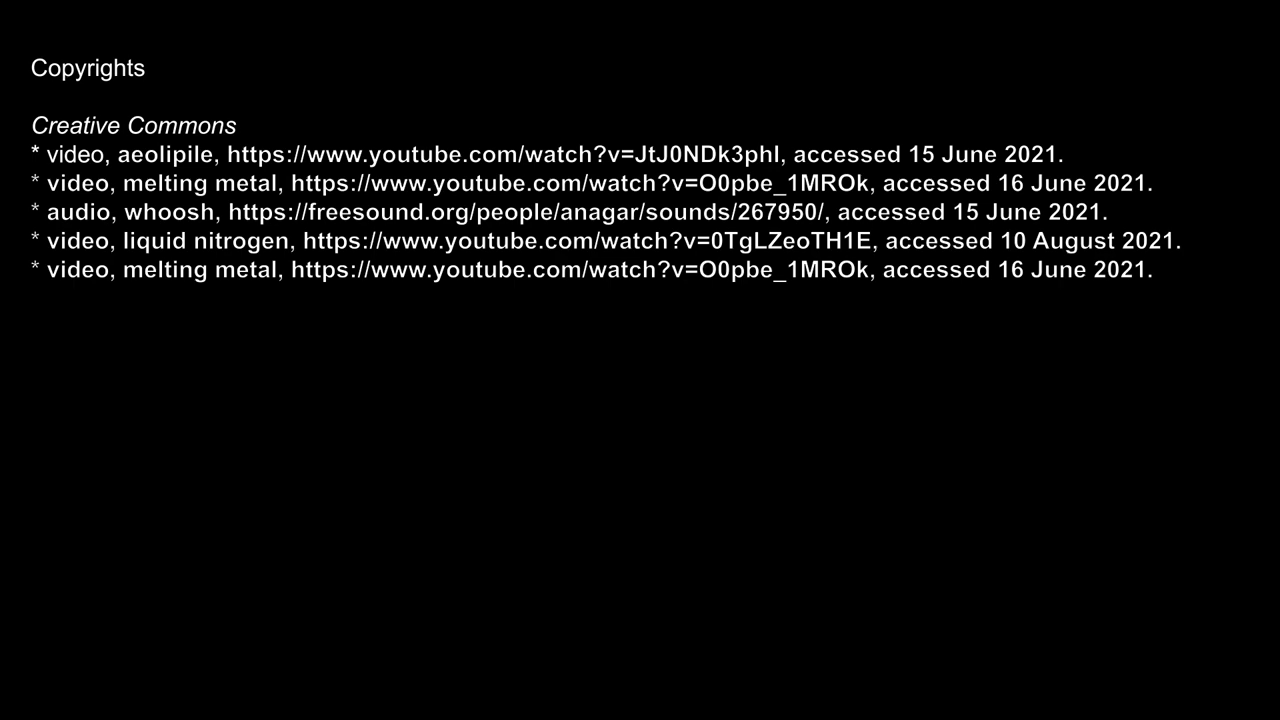 Copyrights
Creative Commons
* video, aeolipile, https://www.youtube.com/watch?v=JtJ0NDk3phI, accessed 15 June 2021.
* video, melting metal, https://www.youtube.com/watch?v=O0pbe_1MROk, accessed 16 June 2021.
* audio, whoosh, https://freesound.org/people/anagar/sounds/267950/, accessed 15 June 2021.
* video, liquid nitrogen, https://www.youtube.com/watch?v=0TgLZeoTH1E, accessed 10 August 2021.
* video, melting metal, https://www.youtube.com/watch?v=O0pbe_1MROk, accessed 16 June 2021.